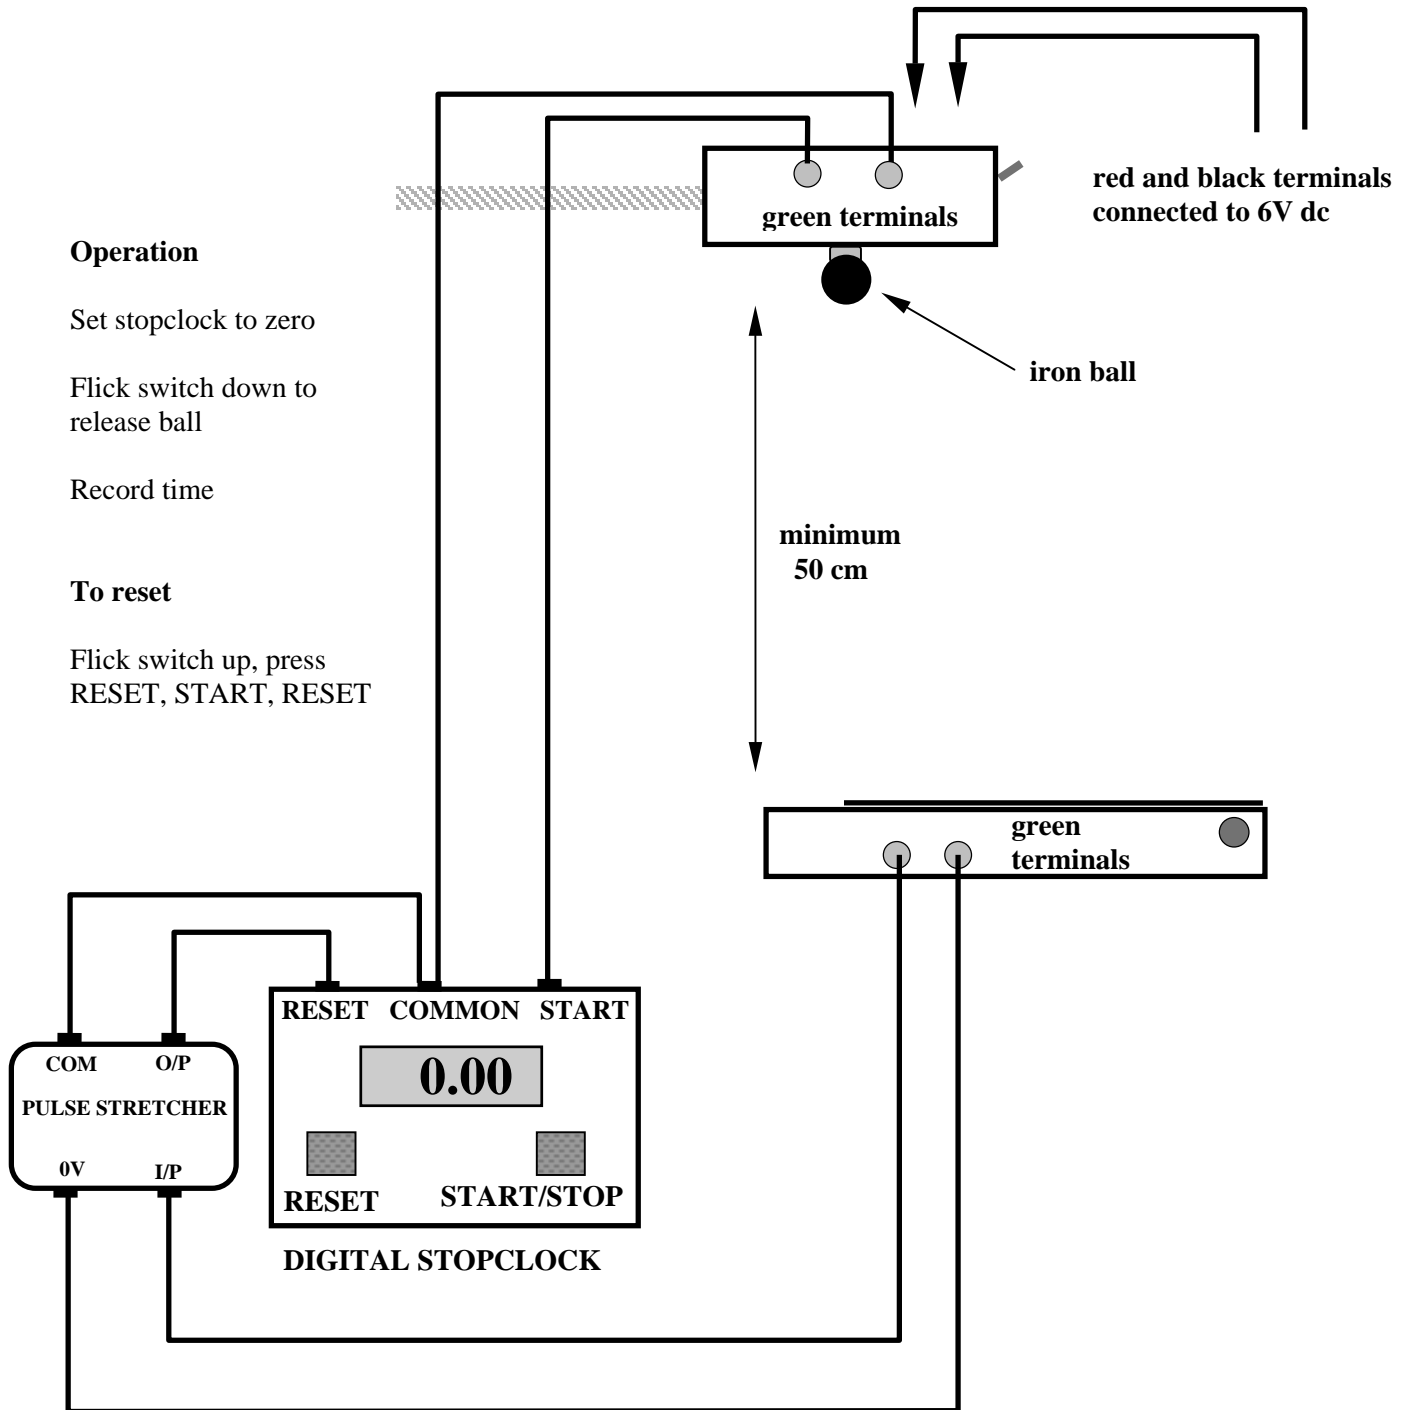 red and black terminals
connected to 6V dc
green terminals
Operation
Set stopclock to zero
Flick switch down to
release ball
Record time
To reset
Flick switch up, press
RESET, START, RESET
iron ball
minimum
50 cm
green
terminals
RESET COMMON START
0.00
RESET START/STOP
DIGITAL STOPCLOCK
COM O/P
PULSE STRETCHER
0V I/P